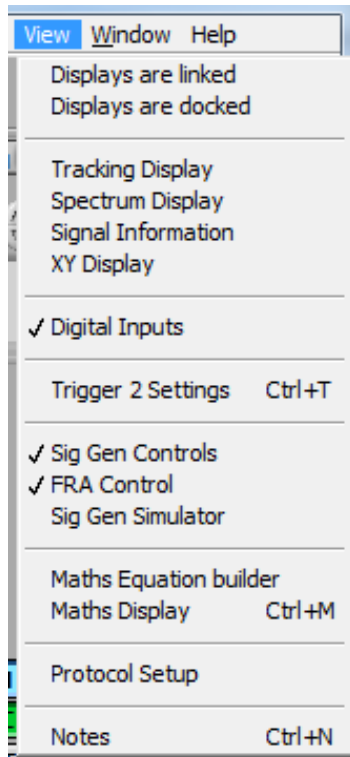 View Window Help
Displays are linked
Displays are docked
Tracking Display
Spectrum Display
Signal Information
XY Display
Digital Inputs
Trigger 2 Settings Ctrl+T
Sig Gen Controls
FRA Control
Sig Gen Simulator
Maths Equation builder
Maths Display Ctrl+M
Protocol Setup
Notes Ctrl+N